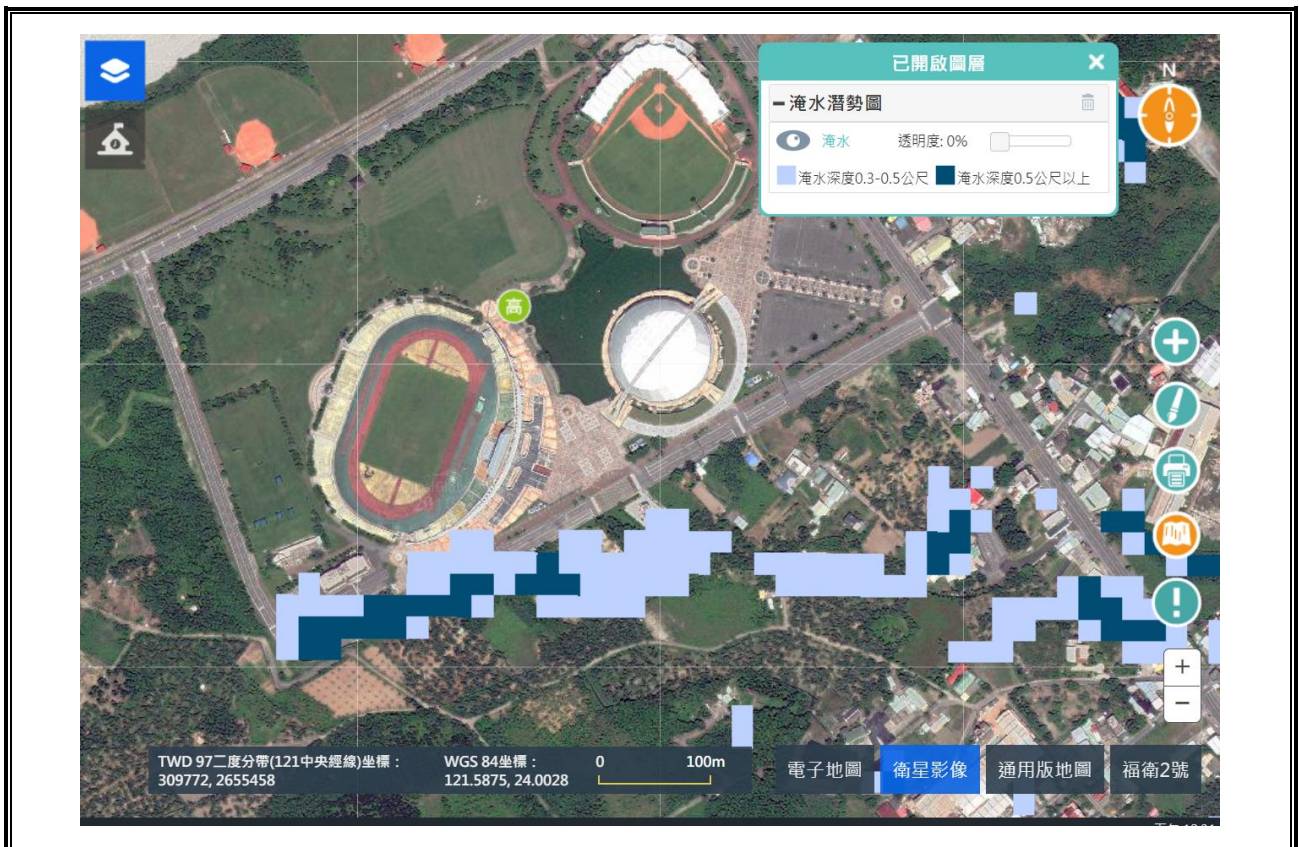 已開啟圖層
N
淹水潛勢圖
淹水 透明度: 0%
淹水深度0.3-0.5公尺 淹水深度0.5公尺以上
高
TWD 97二度分帶(121中央經線)坐標：
309772, 2655458
WGS 84坐標：
121.5875, 24.0028
0 100m
電子地圖 衛星影像 通用版地圖 福衛2號